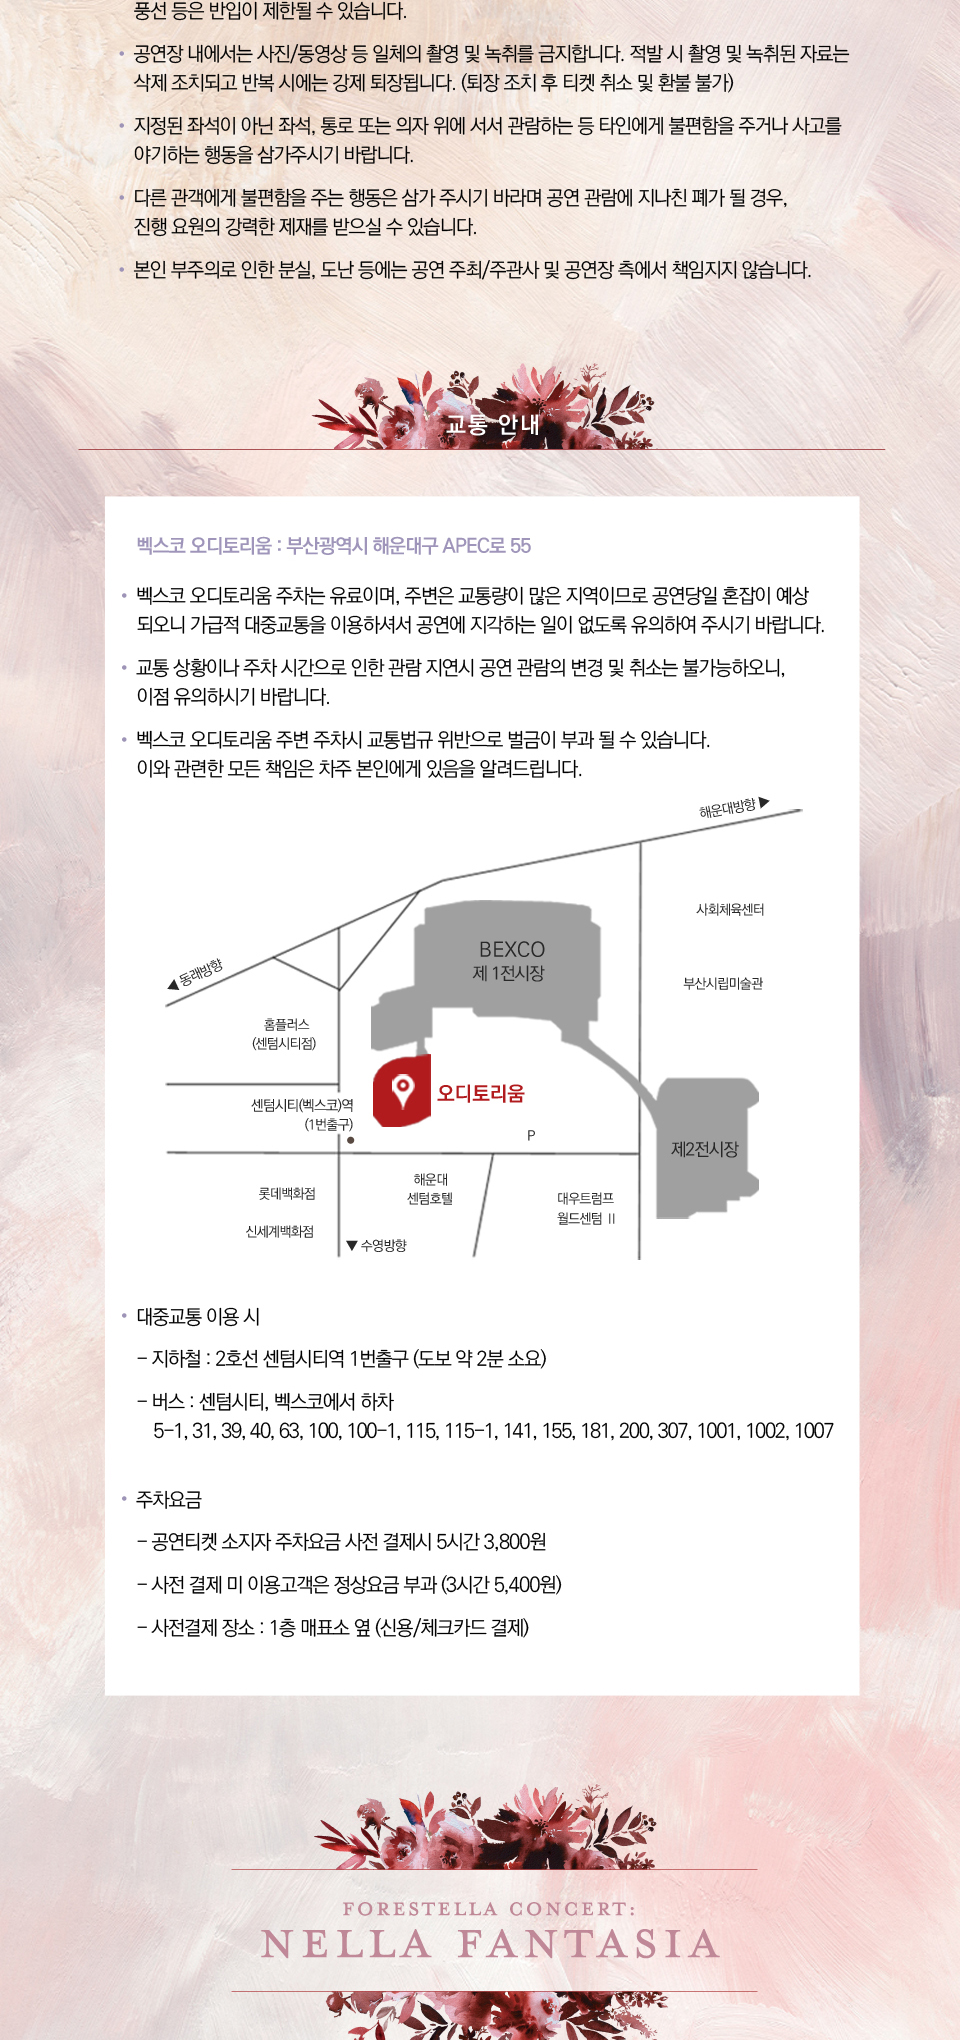 풍선 등은 반입이 제한될 수 있습니다.
• 공연장 내에서는 사진/동영상 등 일체의 촬영 및 녹취를 금지합니다. 적발 시 촬영 및 녹취된 자료는
삭제 조치되고 반복 시에는 강제 퇴장됩니다. (퇴장 조치 후 티켓 취소 및 환불 불가)
• 지정된 좌석이 아닌 좌석, 통로 또는 의자 위에 서서 관람하는 등 타인에게 불편함을 주거나 사고를
야기하는 행동을 삼가주시기 바랍니다.
• 다른 관객에게 불편함을 주는 행동은 삼가 주시기 바라며 공연 관람에 지나친 폐가 될 경우,
진행 요원의 강력한 제재를 받으실 수 있습니다.
• 본인 부주의로 인한 분실, 도난 등에는 공연 주최/주관사 및 공연장 측에서 책임지지 않습니다.
교통 안내
벡스코 오디토리움 : 부산광역시 해운대구 APEC로 55
• 벡스코 오디토리움 주차는 유료이며, 주변은 교통량이 많은 지역이므로 공연당일 혼잡이 예상
되오니 가급적 대중교통을 이용하셔서 공연에 지각하는 일이 없도록 유의하여 주시기 바랍니다.
• 교통 상황이나 주차 시간으로 인한 관람 지연시 공연 관람의 변경 및 취소는 불가능하오니,
이점 유의하시기 바랍니다.
• 벡스코 오디토리움 주변 주차시 교통법규 위반으로 벌금이 부과 될 수 있습니다.
이와 관련한 모든 책임은 차주 본인에게 있음을 알려드립니다.
해운대방향 ▶
사회체육센터
BEXCO
제 1전시장
◀ 동래방향
부산시립미술관
홈플러스
(센텀시티점)
오디토리움
센텀시티(벡스코)역
(1번출구)
P
제2전시장
해운대
센텀호텔
롯데백화점
대우트럼프
월드센텀 II
신세계백화점
▼ 수영방향
• 대중교통 이용 시
- 지하철 : 2호선 센텀시티역 1번출구 (도보 약 2분 소요)
- 버스 : 센텀시티, 벡스코에서 하차
5-1, 31, 39, 40, 63, 100, 100-1, 115, 115-1, 141, 155, 181, 200, 307, 1001, 1002, 1007
• 주차요금
- 공연티켓 소지자 주차요금 사전 결제시 5시간 3,800원
- 사전 결제 미 이용고객은 정상요금 부과 (3시간 5,400원)
- 사전결제 장소 : 1층 매표소 옆 (신용/체크카드 결제)
FORESTELLA CONCERT:
NELLA FANTASIA